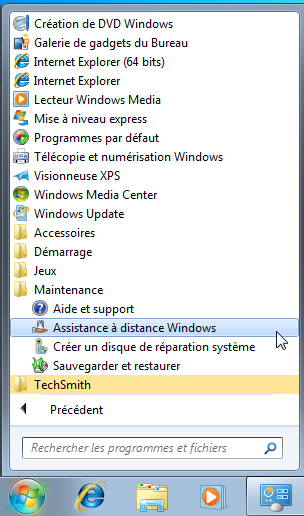 Création de DVD Windows
Galerie de gadgets du Bureau
Internet Explorer (64 bits)
Internet Explorer
Lecteur Windows Media
Mise à niveau express
Programmes par défaut
Télécopie et numérisation Windows
Visionneuse XPS
Windows Media Center
Windows Update
Accessoires
Démarrage
Jeux
Maintenance
Aide et support
Assistance à distance Windows
Créer un disque de réparation système
Sauvegarder et restaurer
TechSmith
Précédent
Rechercher les programmes et fichiers